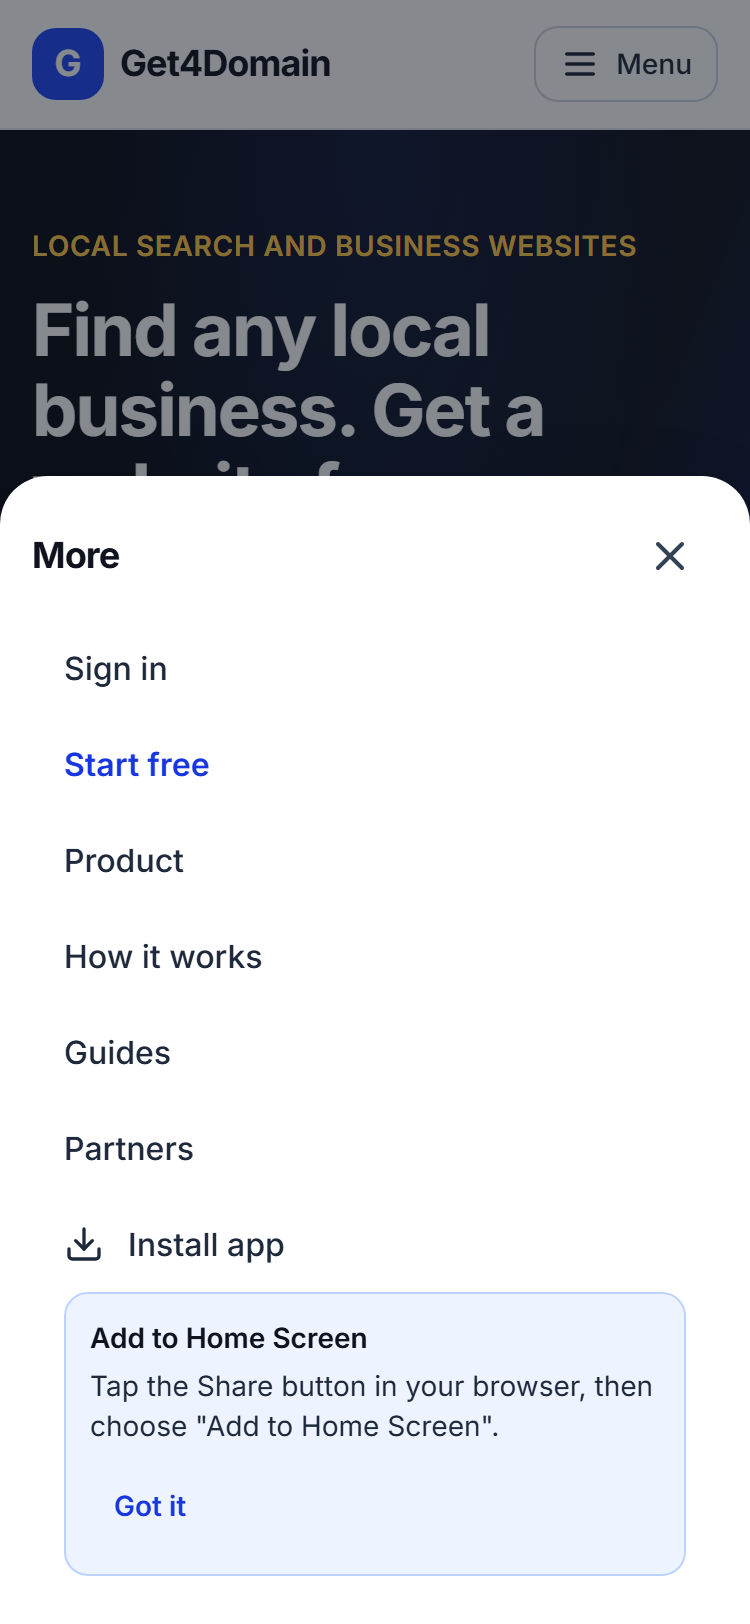 G
Get4Domain
Menu
LOCAL SEARCH AND BUSINESS WEBSITES
Find any local
business. Get a
More
Sign in
Start free
Product
How it works
Guides
Partners
Install app
Add to Home Screen
Tap the Share button in your browser, then
choose "Add to Home Screen".
Got it